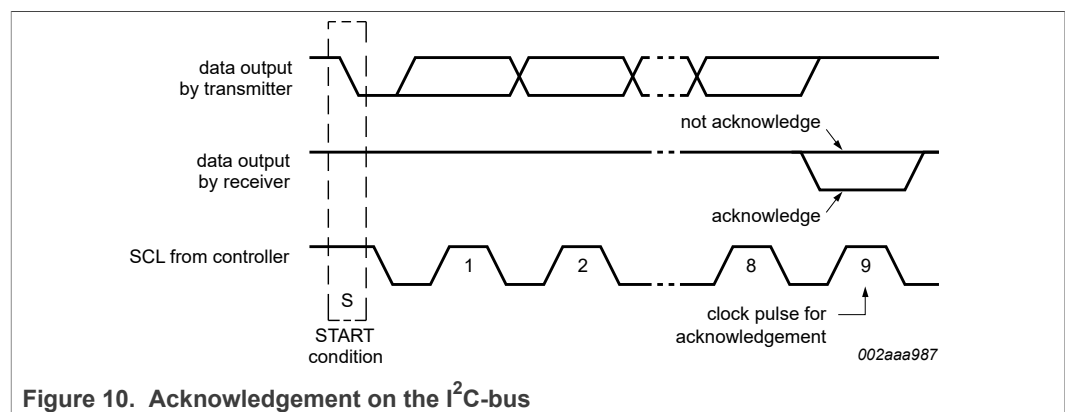 data output
by transmitter
not acknowledge
data output
by receiver
acknowledge
SCL from controller
1
2
8
9
S
START
condition
clock pulse for
acknowledgement
002aaa987
Figure 10. Acknowledgement on the I²C-bus